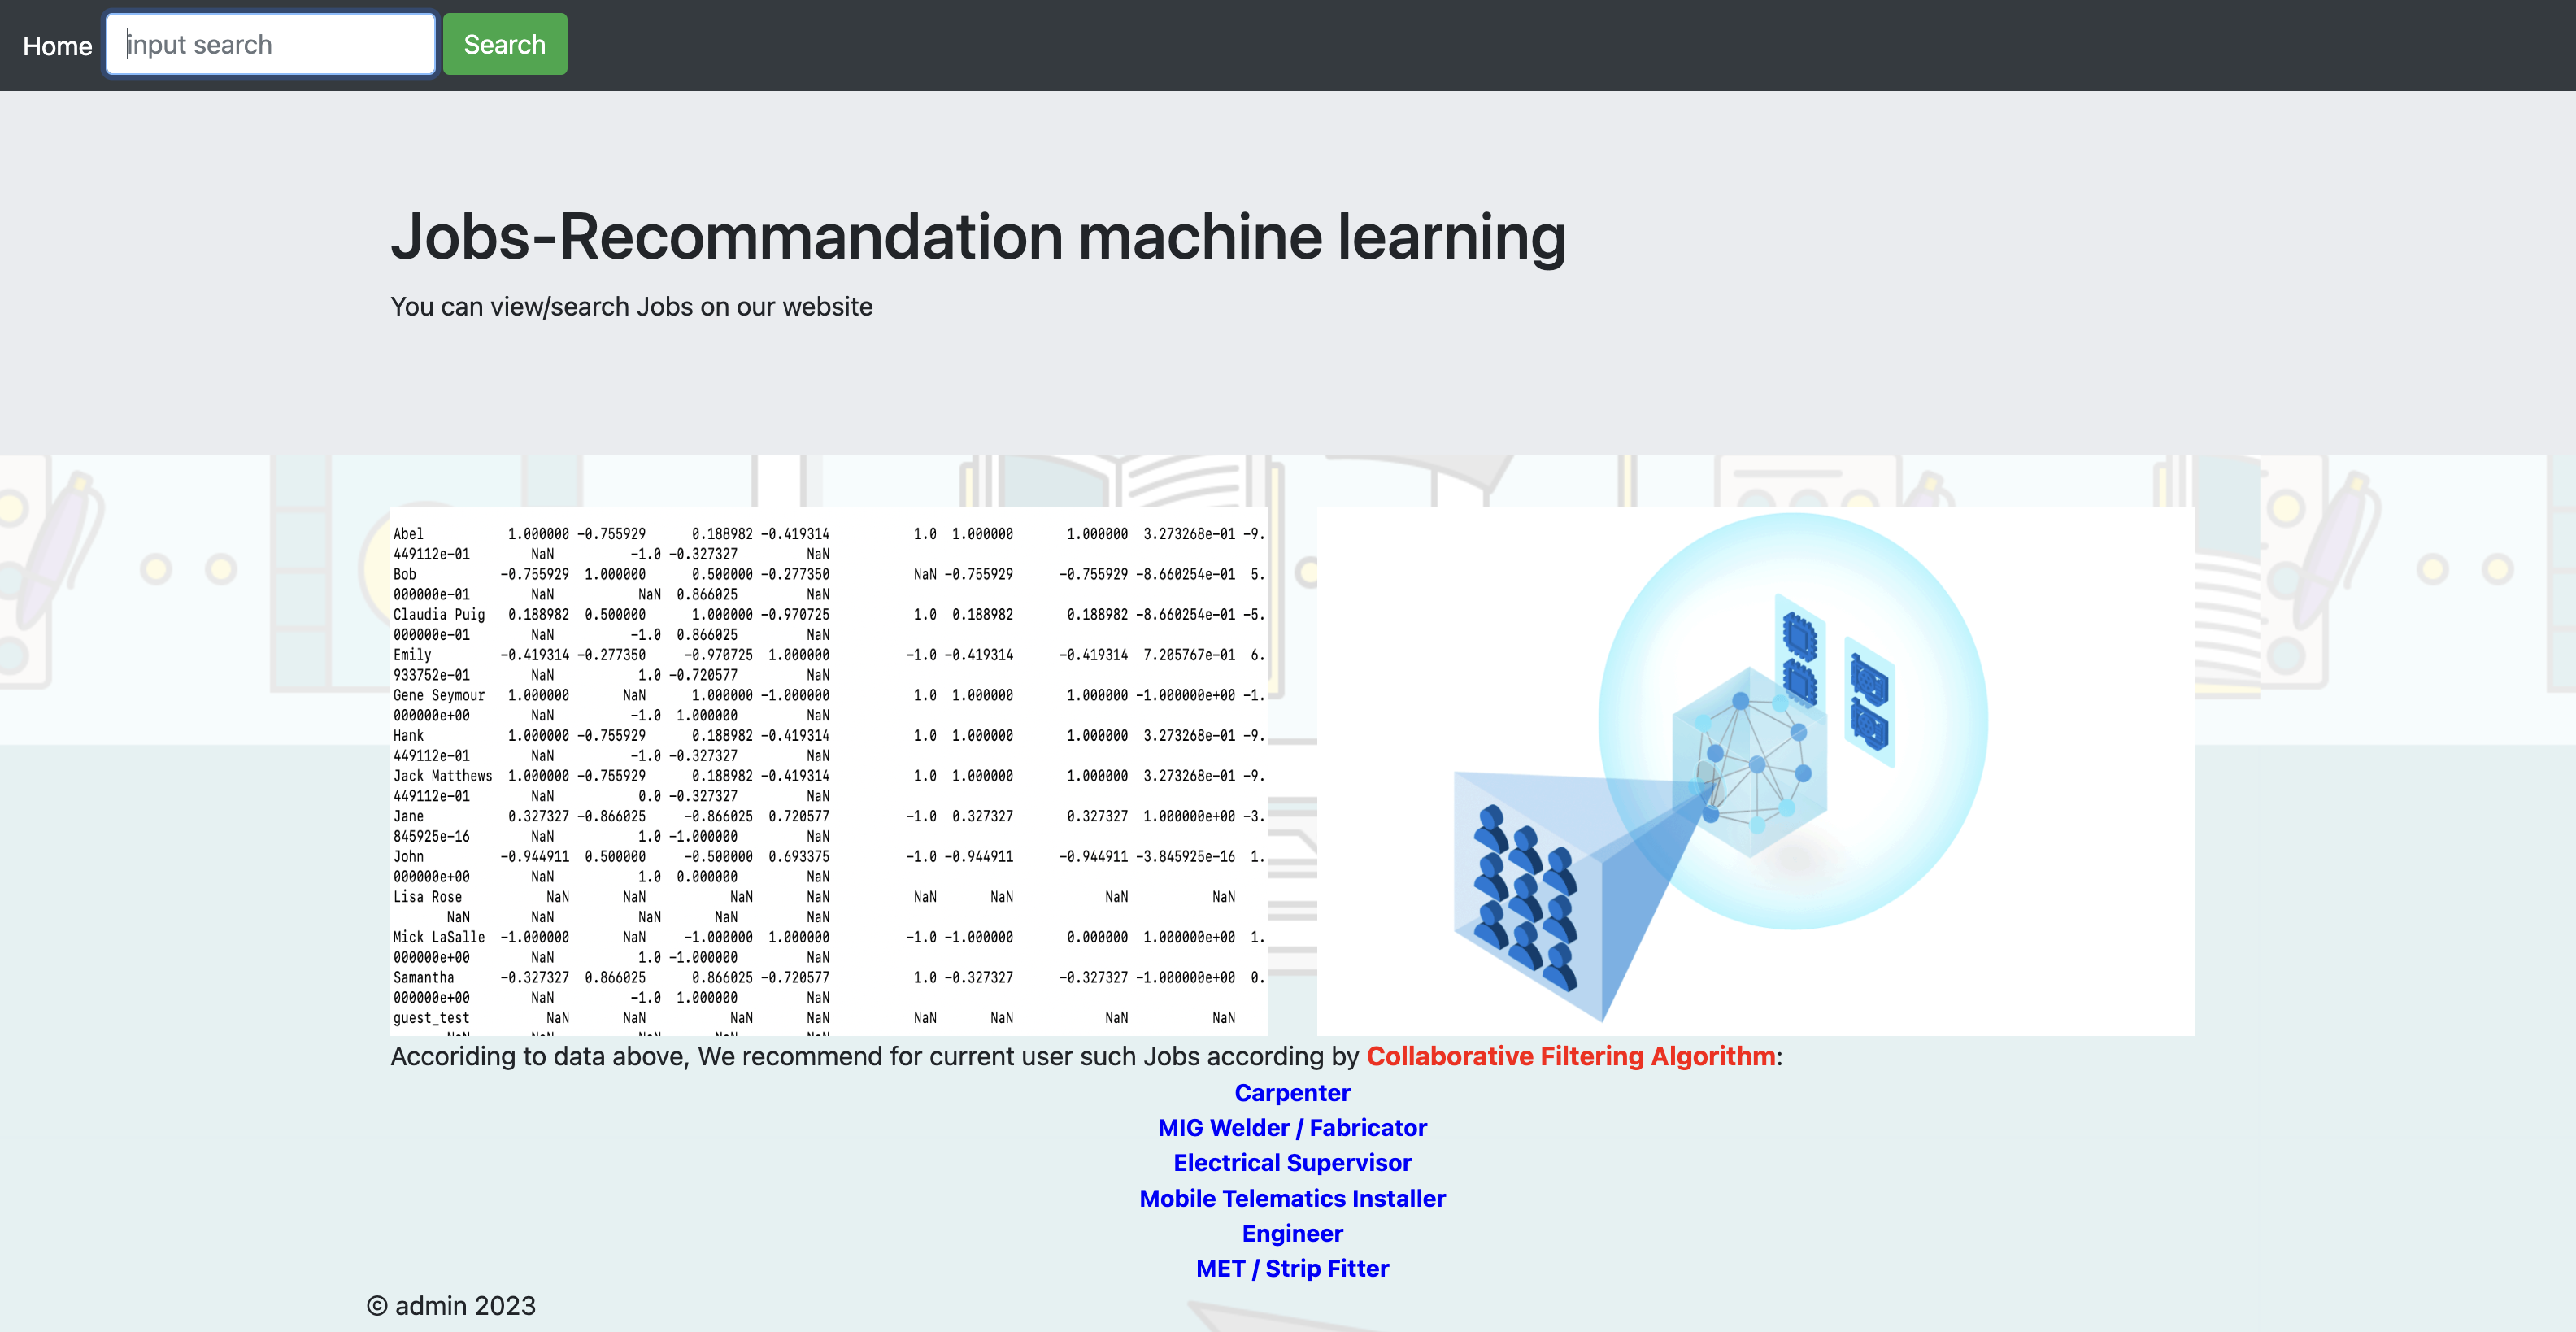 Home input search Search
Jobs-Recommandation machine learning
You can view/search Jobs on our website
Abel 1.000000 -0.755929 0.188982 -0.419314 1.0 1.000000 1.000000 3.273268e-01 -9.
449112e-01 NaN -1.0 -0.327327 NaN
Bob -0.755929 1.000000 0.500000 -0.277350 NaN -0.755929 -0.755929 -8.660254e-01 5.
000000e-01 NaN NaN 0.866025 NaN
Claudia Puig 0.188982 0.500000 1.000000 -0.970725 1.0 0.188982 0.188982 -8.660254e-01 -5.
000000e-01 NaN -1.0 0.866025 NaN
Emily -0.419314 -0.277350 -0.970725 1.000000 -1.0 -0.419314 -0.419314 7.205767e-01 6.
933752e-01 NaN 1.0 -0.720577 NaN
Gene Seymour 1.000000 NaN 1.000000 -1.000000 1.0 1.000000 1.000000 -1.000000e+00 -1.
000000e+00 NaN -1.0 1.000000 NaN
Hank 1.000000 -0.755929 0.188982 -0.419314 1.0 1.000000 1.000000 3.273268e-01 -9.
449112e-01 NaN -1.0 -0.327327 NaN
Jack Matthews 1.000000 -0.755929 0.188982 -0.419314 1.0 1.000000 1.000000 3.273268e-01 -9.
449112e-01 NaN 0.0 -0.327327 NaN
Jane 0.327327 -0.866025 -0.866025 0.720577 -1.0 0.327327 0.327327 1.000000e+00 -3.
845925e-16 NaN 1.0 -1.000000 NaN
John -0.944911 0.500000 -0.500000 0.693375 -1.0 -0.944911 -0.944911 -3.845925e-16 1.
000000e+00 NaN 1.0 0.000000 NaN
Lisa Rose NaN NaN NaN NaN NaN NaN NaN NaN
NaN NaN NaN NaN NaN
Mick LaSalle -1.000000 NaN -1.000000 1.000000 -1.0 -1.000000 0.000000 1.000000e+00 1.
000000e+00 NaN 1.0 -1.000000 NaN
Samantha -0.327327 0.866025 0.866025 -0.720577 1.0 -0.327327 -0.327327 -1.000000e+00 0.
000000e+00 NaN -1.0 1.000000 NaN
guest_test NaN NaN NaN NaN NaN NaN NaN NaN
Accoriding to data above, We recommend for current user such Jobs according by Collaborative Filtering Algorithm:
Carpenter
MIG Welder / Fabricator
Electrical Supervisor
Mobile Telematics Installer
Engineer
MET / Strip Fitter
© admin 2023